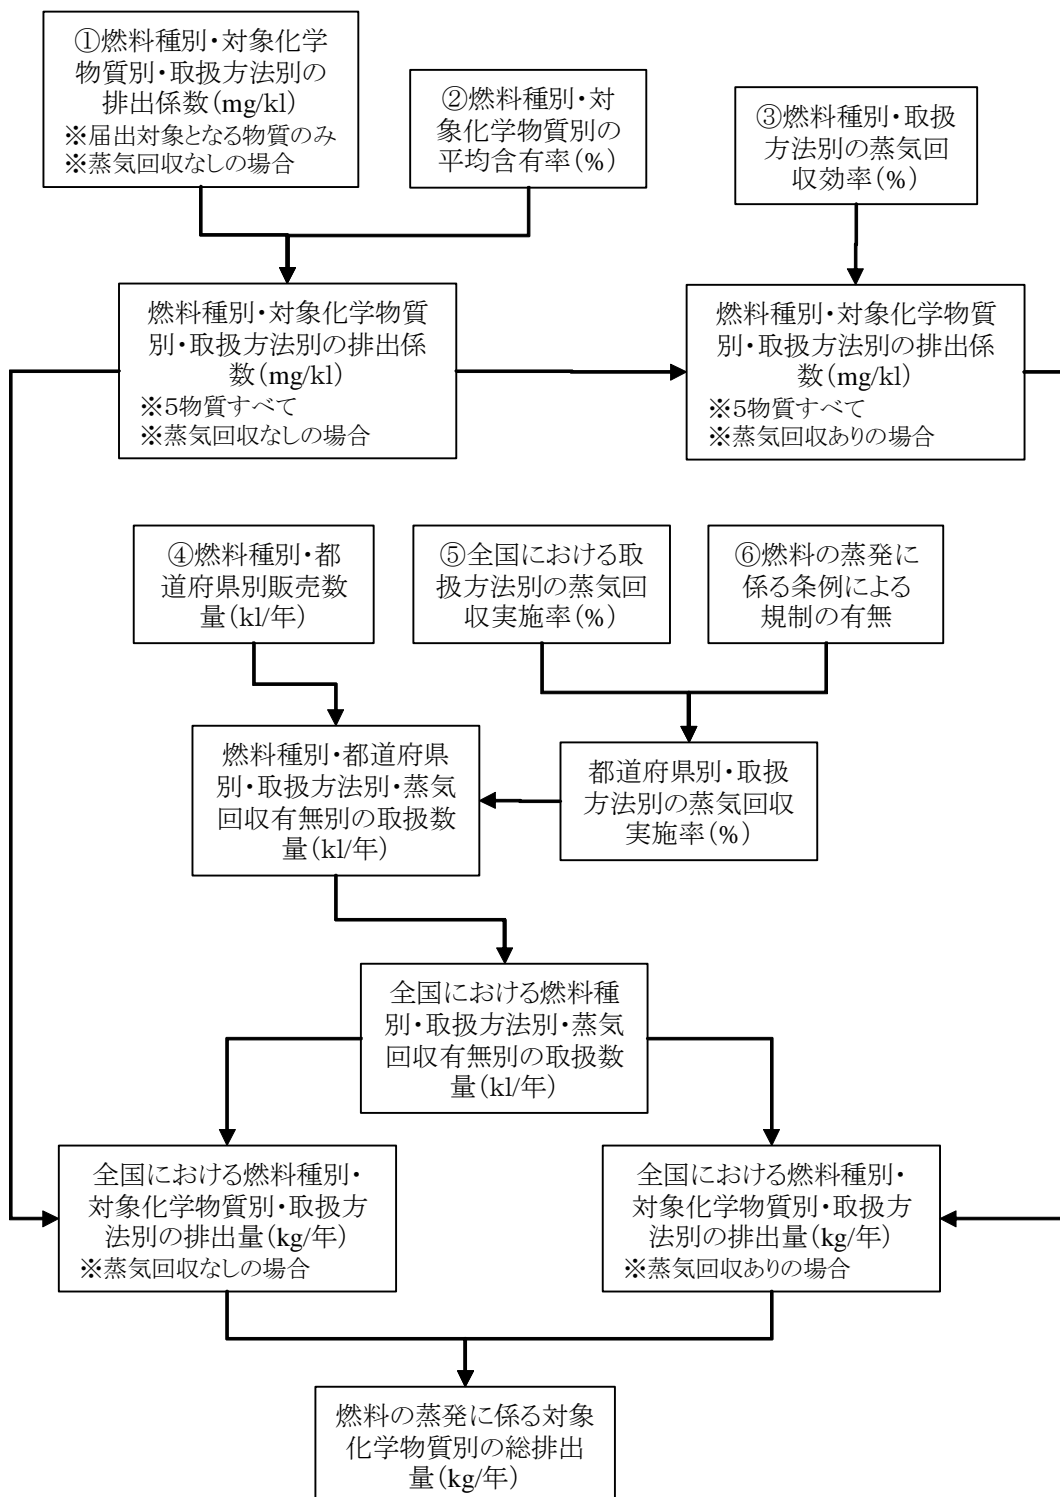 ①燃料種別・対象化学
物質別・取扱方法別の
排出係数(mg/kl)
※届出対象となる物質のみ
※蒸気回収なしの場合
②燃料種別・対
象化学物質別の
平均含有率(%)
③燃料種別・取扱
方法別の蒸気回
収効率(%)
燃料種別・対象化学物質
別・取扱方法別の排出係
数(mg/kl)
※5物質すべて
※蒸気回収なしの場合
燃料種別・対象化学物質
別・取扱方法別の排出係
数(mg/kl)
※5物質すべて
※蒸気回収ありの場合
④燃料種別・都
道府県別販売数
量(kl/年)
⑤全国における取
扱方法別の蒸気回
収実施率(%)
⑥燃料の蒸発に
係る条例による
規制の有無
燃料種別・都道府県
別・取扱方法別・蒸気
回収有無別の取扱数
量(kl/年)
都道府県別・取扱
方法別の蒸気回収
実施率(%)
全国における燃料種
別・取扱方法別・蒸気
回収有無別の取扱数
量(kl/年)
全国における燃料種別・
対象化学物質別・取扱方
法別の排出量(kg/年)
※蒸気回収なしの場合
全国における燃料種別・
対象化学物質別・取扱方
法別の排出量(kg/年)
※蒸気回収ありの場合
燃料の蒸発に係る対象
化学物質別の総排出
量(kg/年)